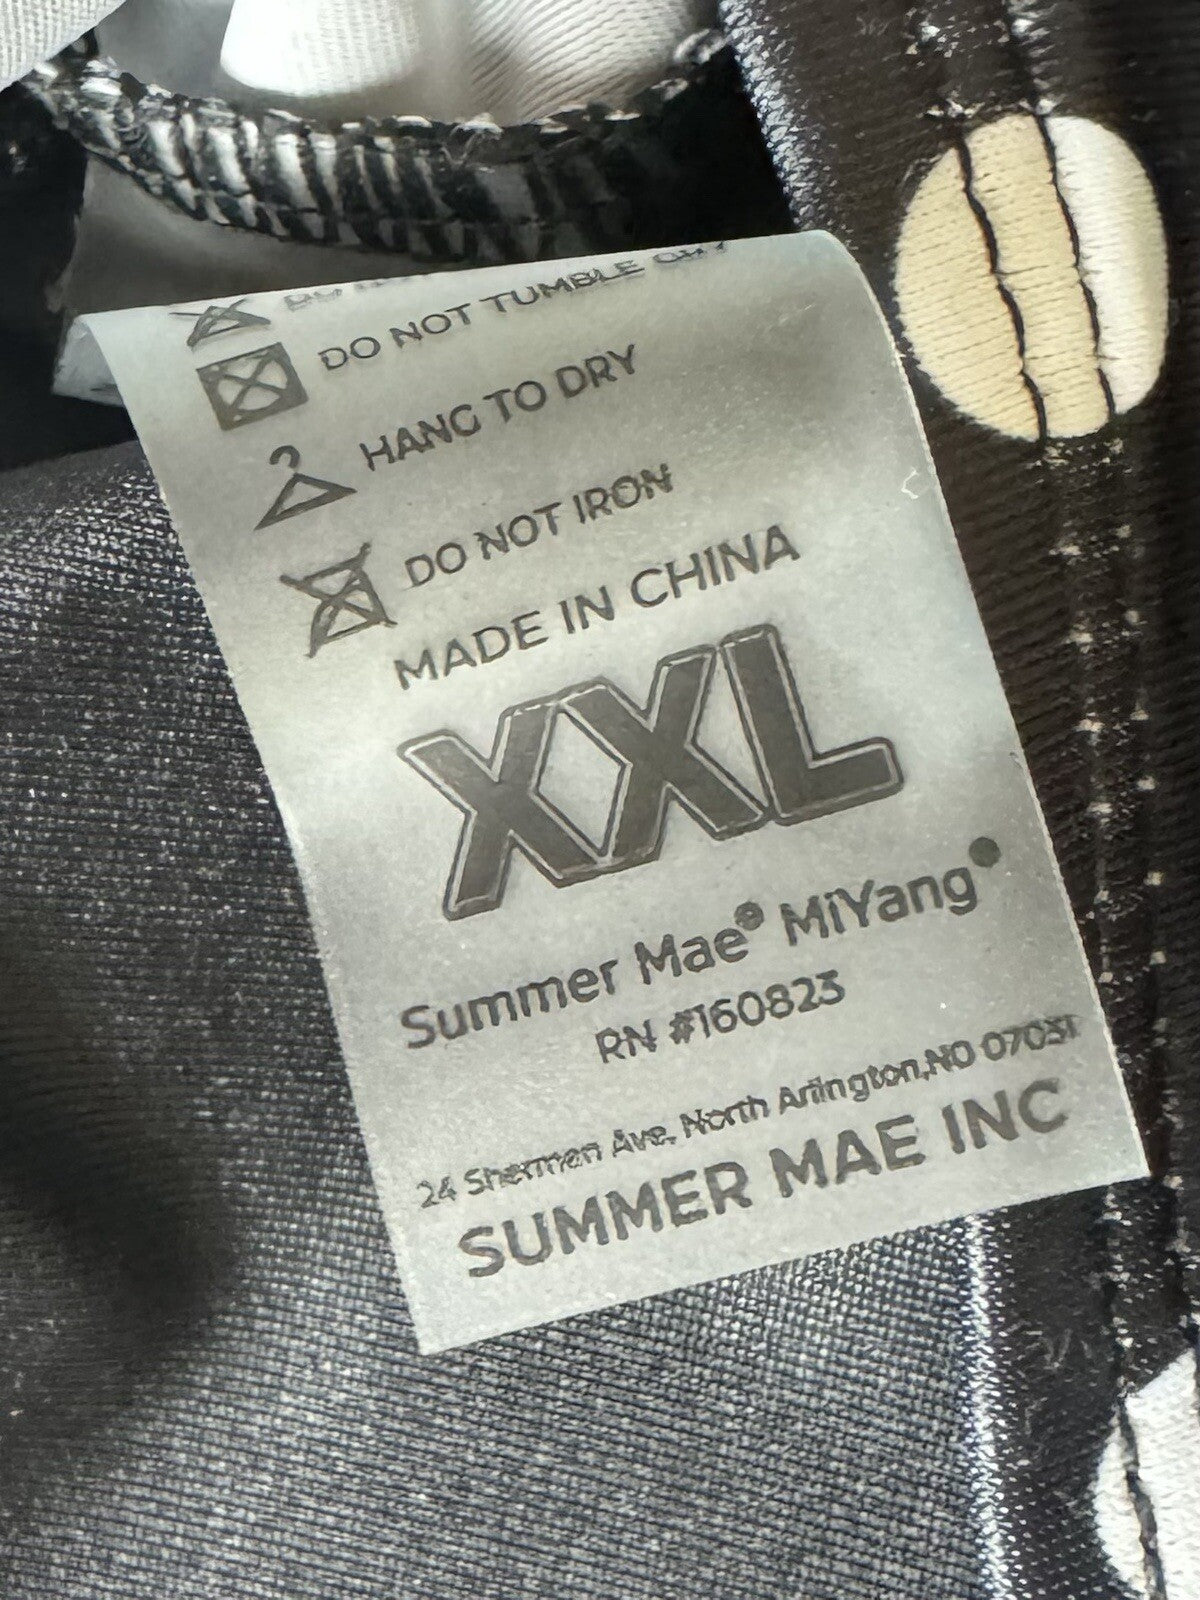 DO NOT TUMBLE DRY
HANG TO DRY
DO NOT IRON
MADE IN CHINA
XXL
Summer Mae® MiYang®
RN #160823
24 Sherman Ave. North Arlington, 07031
SUMMER MAE INC